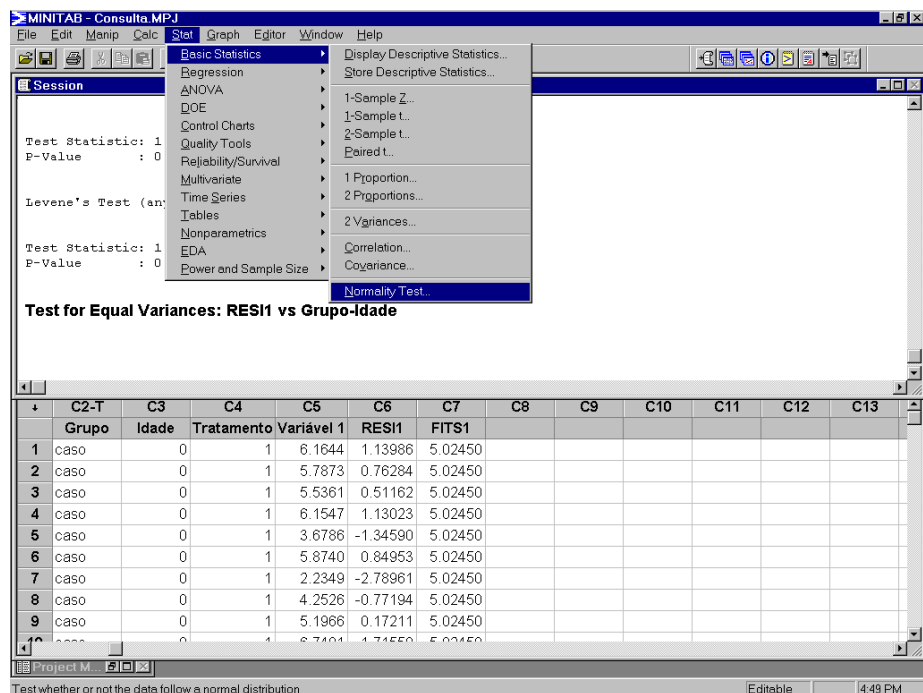 MINITAB - Consulta.MPJ
File Edit Manip Calc Stat Graph Editor Window Help
Session
Test Statistic: 1
P-Value : 0
Levene's Test (any
Test Statistic: 1
P-Value : 0
Test for Equal Variances: RESI1 vs Grupo-Idade
Basic Statistics
Regression
ANOVA
DOE
Control Charts
Quality Tools
Reliability/Survival
Multivariate
Time Series
Tables
Nonparametrics
EDA
Power and Sample Size
Display Descriptive Statistics...
Store Descriptive Statistics...
1-Sample Z...
1-Sample t...
2-Sample t...
Paired t...
1 Proportion...
2 Proportions...
2 Variances...
Correlation...
Covariance...
Normality Test...
C2-T C3 C4 C5 C6 C7 C8 C9 C10 C11 C12 C13
Grupo Idade Tratamento Variável 1 RESI1 FITS1
1 caso 0 1 6.1644 1.13986 5.02450
2 caso 0 1 5.7873 0.76284 5.02450
3 caso 0 1 5.5361 0.51162 5.02450
4 caso 0 1 6.1547 1.13023 5.02450
5 caso 0 1 3.6786 -1.34590 5.02450
6 caso 0 1 5.8740 0.84953 5.02450
7 caso 0 1 2.2349 -2.78961 5.02450
8 caso 0 1 4.2526 -0.77194 5.02450
9 caso 0 1 5.1966 0.17211 5.02450
Project M...
Test whether or not the data follow a normal distribution
Editable
4:49 PM